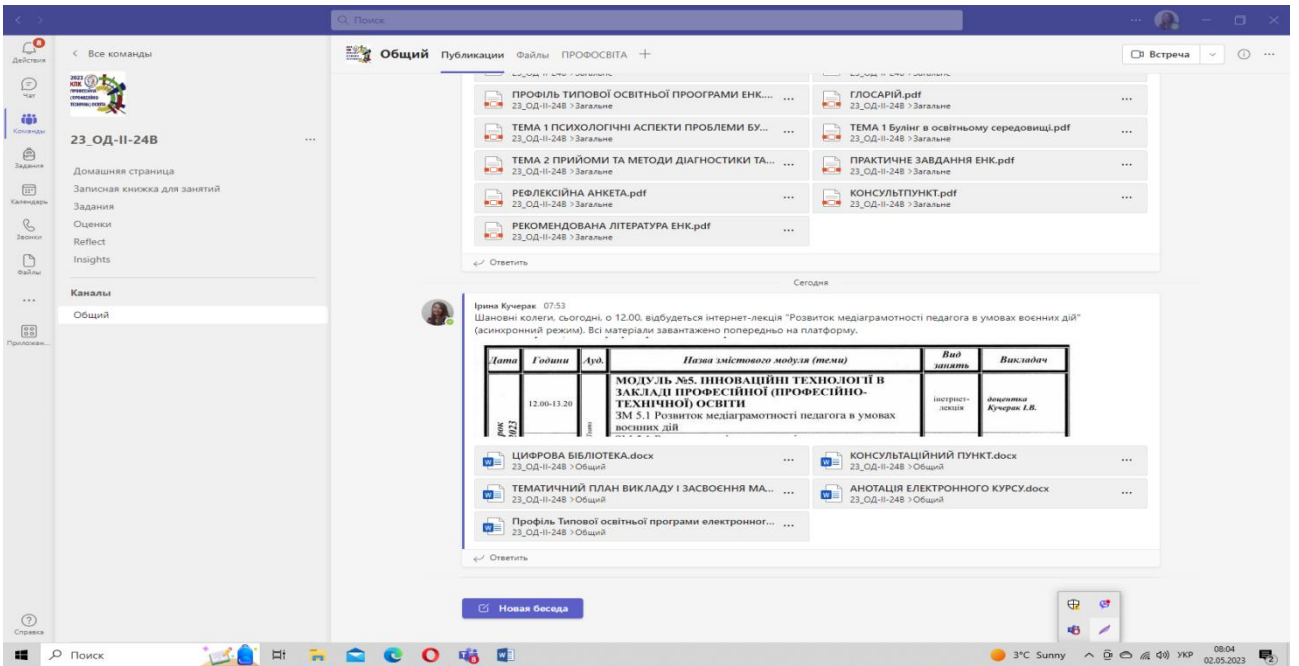 Поиск
Действия
Чат
Команды
Задания
Календарь
Звонки
Файлы
Приложен...
Справка
Все команды
2023
КПК
23_ОД-ІІ-24В
Домашняя страница
Записная книжка для занятий
Задания
Оценки
Reflect
Insights
Каналы
Общий
Общий Публикации Файлы ПРОФОСВІТА
Встреча
ПРОФІЛЬ ТИПОВОЇ ОСВІТНЬОЇ ПРООГРАМИ ЕНК....
23_ОД-ІІ-24В > Загальне
ГЛОСАРІЙ.pdf
23_ОД-ІІ-24В > Загальне
ТЕМА 1 ПСИХОЛОГІЧНІ АСПЕКТИ ПРОБЛЕМИ БУ...
23_ОД-ІІ-24В > Загальне
ТЕМА 1 Булінг в освітньому середовищі.pdf
23_ОД-ІІ-24В > Загальне
ТЕМА 2 ПРИЙОМИ ТА МЕТОДИ ДІАГНОСТИКИ ТА...
23_ОД-ІІ-24В > Загальне
ПРАКТИЧНЕ ЗАВДАННЯ ЕНК.pdf
23_ОД-ІІ-24В > Загальне
РЕФЛЕКСІЙНА АНКЕТА.pdf
23_ОД-ІІ-24В > Загальне
КОНСУЛЬТПУНКТ.pdf
23_ОД-ІІ-24В > Загальне
РЕКОМЕНДОВАНА ЛІТЕРАТУРА ЕНК.pdf
23_ОД-ІІ-24В > Загальне
Ответить
Сегодня
Ірина Кучерак 07:53
Шановні колеги, сьогодні, о 12.00, відбудеться інтернет-лекція "Розвиток медіаграмотності педагога в умовах воєнних дій"
(асинхронний режим). Всі матеріали завантажено попередньо на платформу.
Дата Години Ауд. Назва змістового модуля (теми) Вид занять Викладач
12.00-13.20
МОДУЛЬ №5. ІННОВАЦІЙНІ ТЕХНОЛОГІЇ В
ЗАКЛАДІ ПРОФЕСІЙНОЇ (ПРОФЕСІЙНО-
ТЕХНІЧНОЇ) ОСВІТИ
ЗМ 5.1 Розвиток медіаграмотності педагога в умовах
воєнних дій
інтрнет-
лекція
доцентка
Кучерак І.В.
ЦИФРОВА БІБЛІОТЕКА.docx
23_ОД-ІІ-24В > Общий
КОНСУЛЬТАЦІЙНИЙ ПУНКТ.docx
23_ОД-ІІ-24В > Общий
ТЕМАТИЧНИЙ ПЛАН ВИКЛАДУ І ЗАСВОЄННЯ МА...
23_ОД-ІІ-24В > Общий
АНОТАЦІЯ ЕЛЕКТРОННОГО КУРСУ.docx
23_ОД-ІІ-24В > Общий
Профіль Типової освітньої програми електронног...
23_ОД-ІІ-24В > Общий
Ответить
Новая беседа
Поиск
3°C Sunny
УКР
08:04
02.05.2023